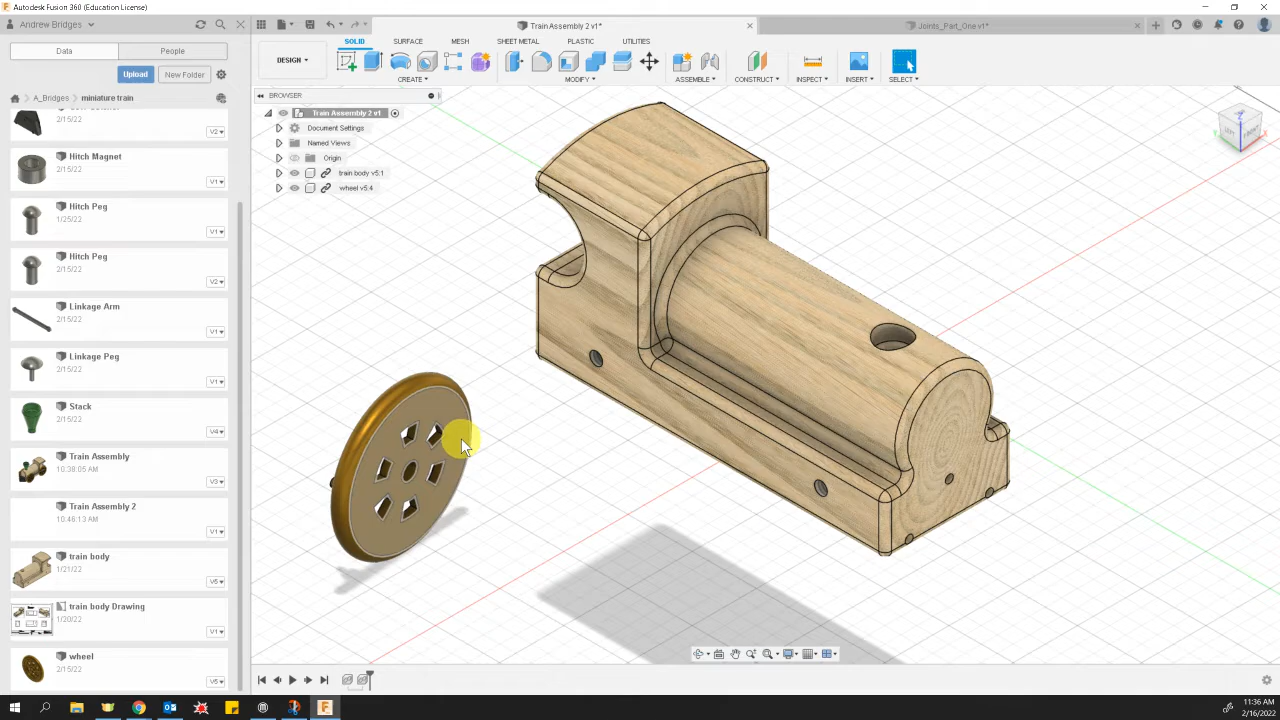 Autodesk Fusion 360 (Education License)
Andrew Bridges
Train Assembly 2 v1*
Joints_Part_One v1*
Data
People
Upload
New Folder
A_Bridges
miniature train
2/15/22
V2
Hitch Magnet
2/15/22
V1
Hitch Peg
1/25/22
V1
Hitch Peg
2/15/22
V2
Linkage Arm
2/15/22
V1
Linkage Peg
2/15/22
V1
Stack
2/15/22
V4
Train Assembly
10:38:05 AM
V3
Train Assembly 2
10:46:13 AM
V1
train body
1/21/22
train body Drawing
1/20/22
V1
wheel
2/15/22
DESIGN
SOLID
SURFACE
MESH
SHEET METAL
PLASTIC
UTILITIES
CREATE
MODIFY
ASSEMBLE
CONSTRUCT
INSPECT
INSERT
SELECT
BROWSER
Train Assembly 2 v1
Document Settings
Named Views
Origin
train body v5:1
wheel v5:4
LEFT
FRONT
Z
X
Y
11:36 AM
2/16/2022